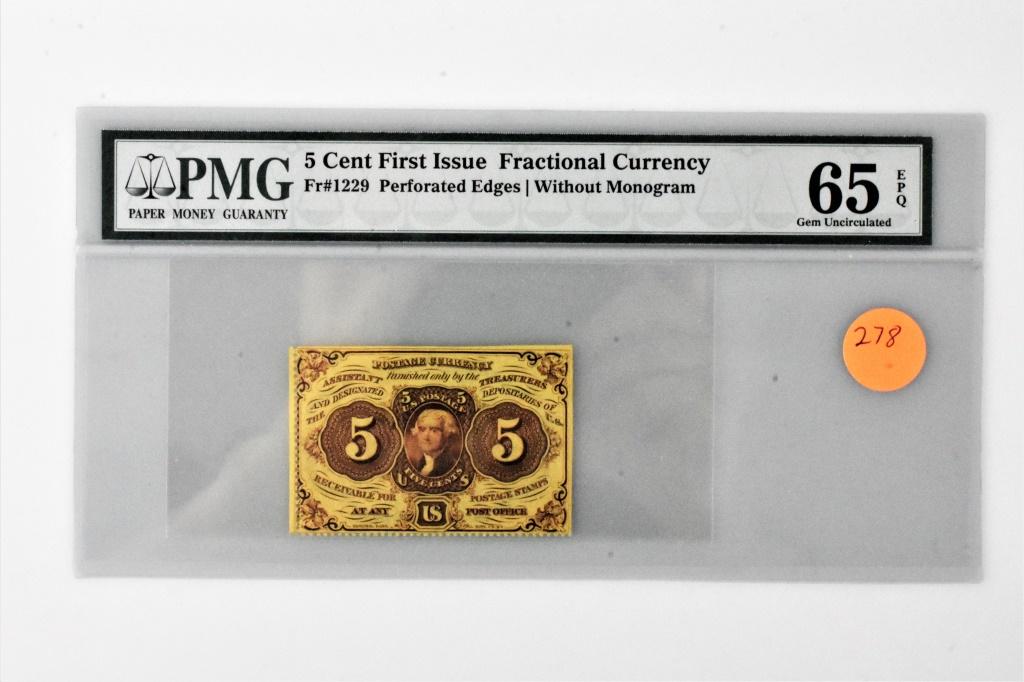 PMG
PAPER MONEY GUARANTY
5 Cent First Issue Fractional Currency
Fr#1229 Perforated Edges | Without Monogram
65
EPQ
Gem Uncirculated
278
POSTAGE CURRENCY
Furnished only by the
ASSISTANT TREASURERS
AND DESIGNATED DEPOSITARIES OF
THE U.S.
5 5
U.S. POSTAGE
5 5
FIVE CENTS
U S
RECEIVABLE FOR POSTAGE STAMPS
AT ANY US POST OFFICE